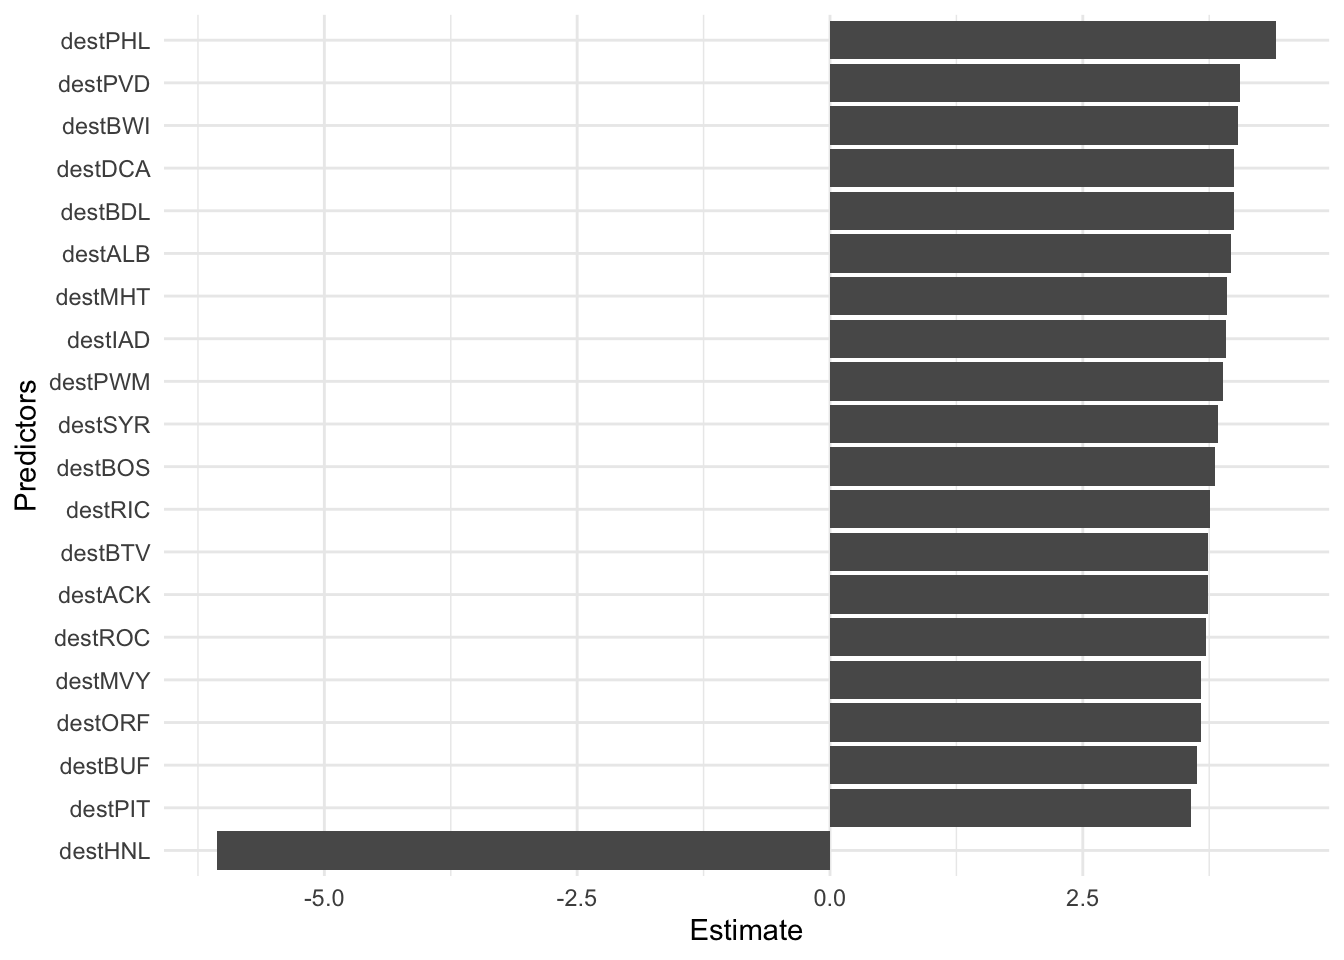 destPHL
destPVD
destBWI
destDCA
destBDL
destALB
destMHT
destIAD
destPWM
destSYR
destBOS
destRIC
destBTV
destACK
destROC
destMVY
destORF
destBUF
destPIT
destHNL
Predictors
-5.0 -2.5 0.0 2.5
Estimate